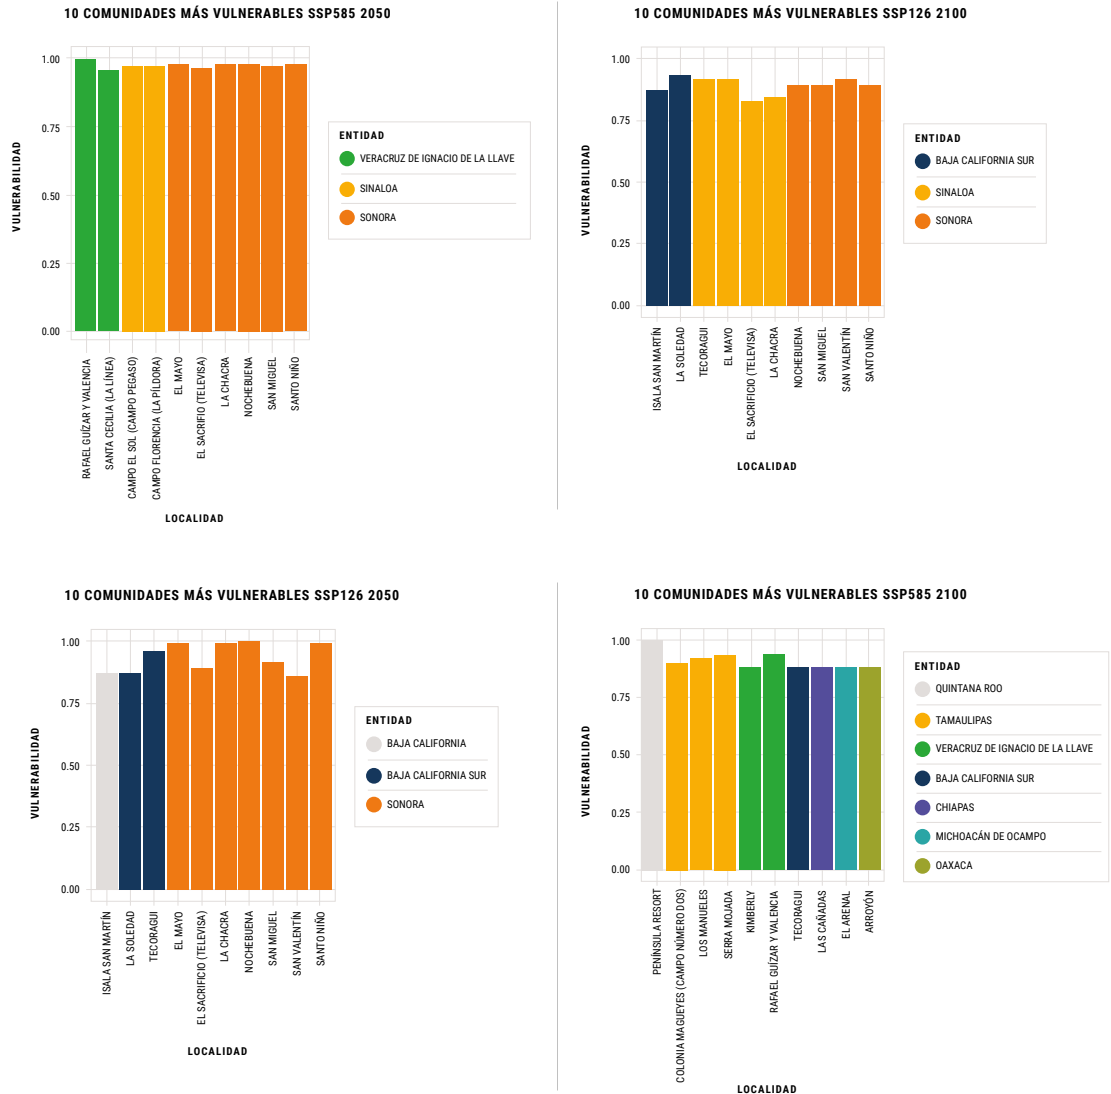 10 COMUNIDADES MÁS VULNERABLES SSP585 2050
1.00
0.75
0.50
0.25
0.00
VULNERABILIDAD
RAFAEL GUÍZAR Y VALENCIA
SANTA CECILIA (LA LÍNEA)
CAMPO EL SOL (CAMPO PEGASO)
CAMPO FLORENCIA (LA PÍLDORA)
EL MAYO
EL SACRIFIO (TELEVISA)
LA CHACRA
NOCHEBUENA
SAN MIGUEL
SANTO NIÑO
LOCALIDAD
ENTIDAD
VERACRUZ DE IGNACIO DE LA LLAVE
SINALOA
SONORA
10 COMUNIDADES MÁS VULNERABLES SSP126 2100
1.00
0.75
0.50
0.25
0.00
VULNERABILIDAD
ISALA SAN MARTÍN
LA SOLEDAD
TECORAGUI
EL MAYO
EL SACRIFICIO (TELEVISA)
LA CHACRA
NOCHEBUENA
SAN MIGUEL
SAN VALENTÍN
SANTO NIÑO
LOCALIDAD
ENTIDAD
BAJA CALIFORNIA SUR
SINALOA
SONORA
10 COMUNIDADES MÁS VULNERABLES SSP126 2050
1.00
0.75
0.50
0.25
0.00
VULNERABILIDAD
ISALA SAN MARTÍN
LA SOLEDAD
TECORAGUI
EL MAYO
EL SACRIFICIO (TELEVISA)
LA CHACRA
NOCHEBUENA
SAN MIGUEL
SAN VALENTÍN
SANTO NIÑO
LOCALIDAD
ENTIDAD
BAJA CALIFORNIA
BAJA CALIFORNIA SUR
SONORA
10 COMUNIDADES MÁS VULNERABLES SSP585 2100
1.00
0.75
0.50
0.25
0.00
VULNERABILIDAD
PENÍNSULA RESORT
COLONIA MAGUEYES (CAMPO NÚMERO DOS)
LOS MANUELES
SERRA MOJADA
KIMBERLY
RAFAEL GUÍZAR Y VALENCIA
TECORAGUI
LAS CAÑADAS
EL ARENAL
ARROYÓN
LOCALIDAD
ENTIDAD
QUINTANA ROO
TAMAULIPAS
VERACRUZ DE IGNACIO DE LA LLAVE
BAJA CALIFORNIA SUR
CHIAPAS
MICHOACÁN DE OCAMPO
OAXACA